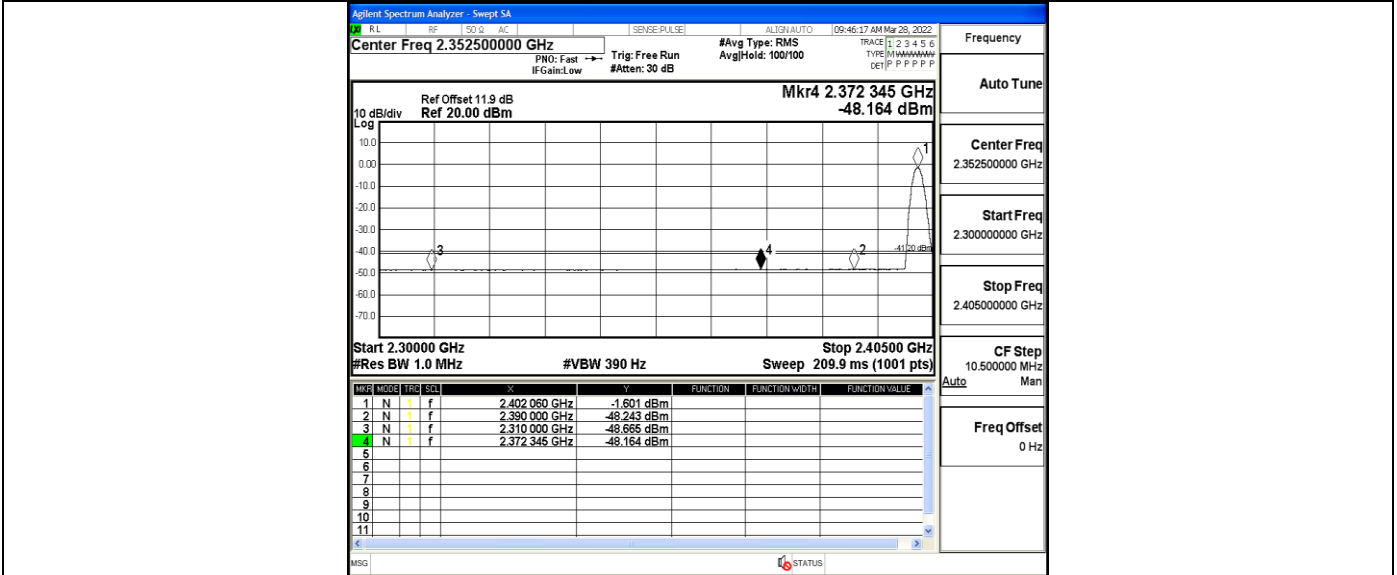 Agilent Spectrum Analyzer - Swept SA
RL RF 50 Ω AC SENSE:PULSE ALIGNAUTO 09:46:17 AM Mar 28, 2022
Center Freq 2.352500000 GHz
PNO: Fast
IFGain:Low
Trig: Free Run
#Atten: 30 dB
#Avg Type: RMS
Avg|Hold: 100/100
TRACE 1 2 3 4 5 6
TYPE MWWWWW
DET P P P P P P
Frequency
Mkr4 2.372 345 GHz
-48.164 dBm
Ref Offset 11.9 dB
Ref 20.00 dBm
10 dB/div
Log
10.0
0.00
-10.0
-20.0
-30.0
-40.0
-50.0
-60.0
-70.0
1
2
3
4
-41.20 dBm
Start 2.30000 GHz Stop 2.40500 GHz
#Res BW 1.0 MHz #VBW 390 Hz Sweep 209.9 ms (1001 pts)
MKR MODE TRC SCL X Y FUNCTION FUNCTION WIDTH FUNCTION VALUE
1 N 1 f 2.402 060 GHz -1.601 dBm
2 N 1 f 2.390 000 GHz -48.243 dBm
3 N 1 f 2.310 000 GHz -48.665 dBm
4 N 1 f 2.372 345 GHz -48.164 dBm
5
6
7
8
9
10
11
MSG STATUS
Auto Tune
Center Freq
2.352500000 GHz
Start Freq
2.300000000 GHz
Stop Freq
2.405000000 GHz
CF Step
10.500000 MHz
Auto Man
Freq Offset
0 Hz